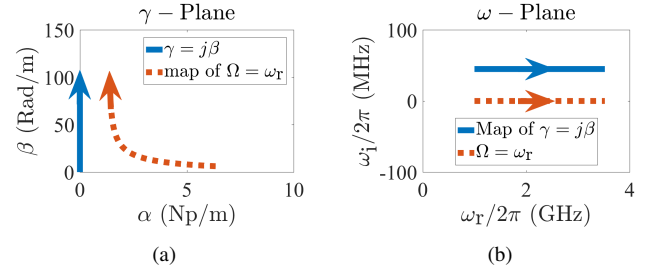 γ − Plane
150
100
50
0
β (Rad/m)
γ = jβ
map of Ω = ωr
0
5
10
α (Np/m)
(a)
ω − Plane
100
0
-100
ωi/2π (MHz)
Map of γ = jβ
Ω = ωr
0
2
4
ωr/2π (GHz)
(b)